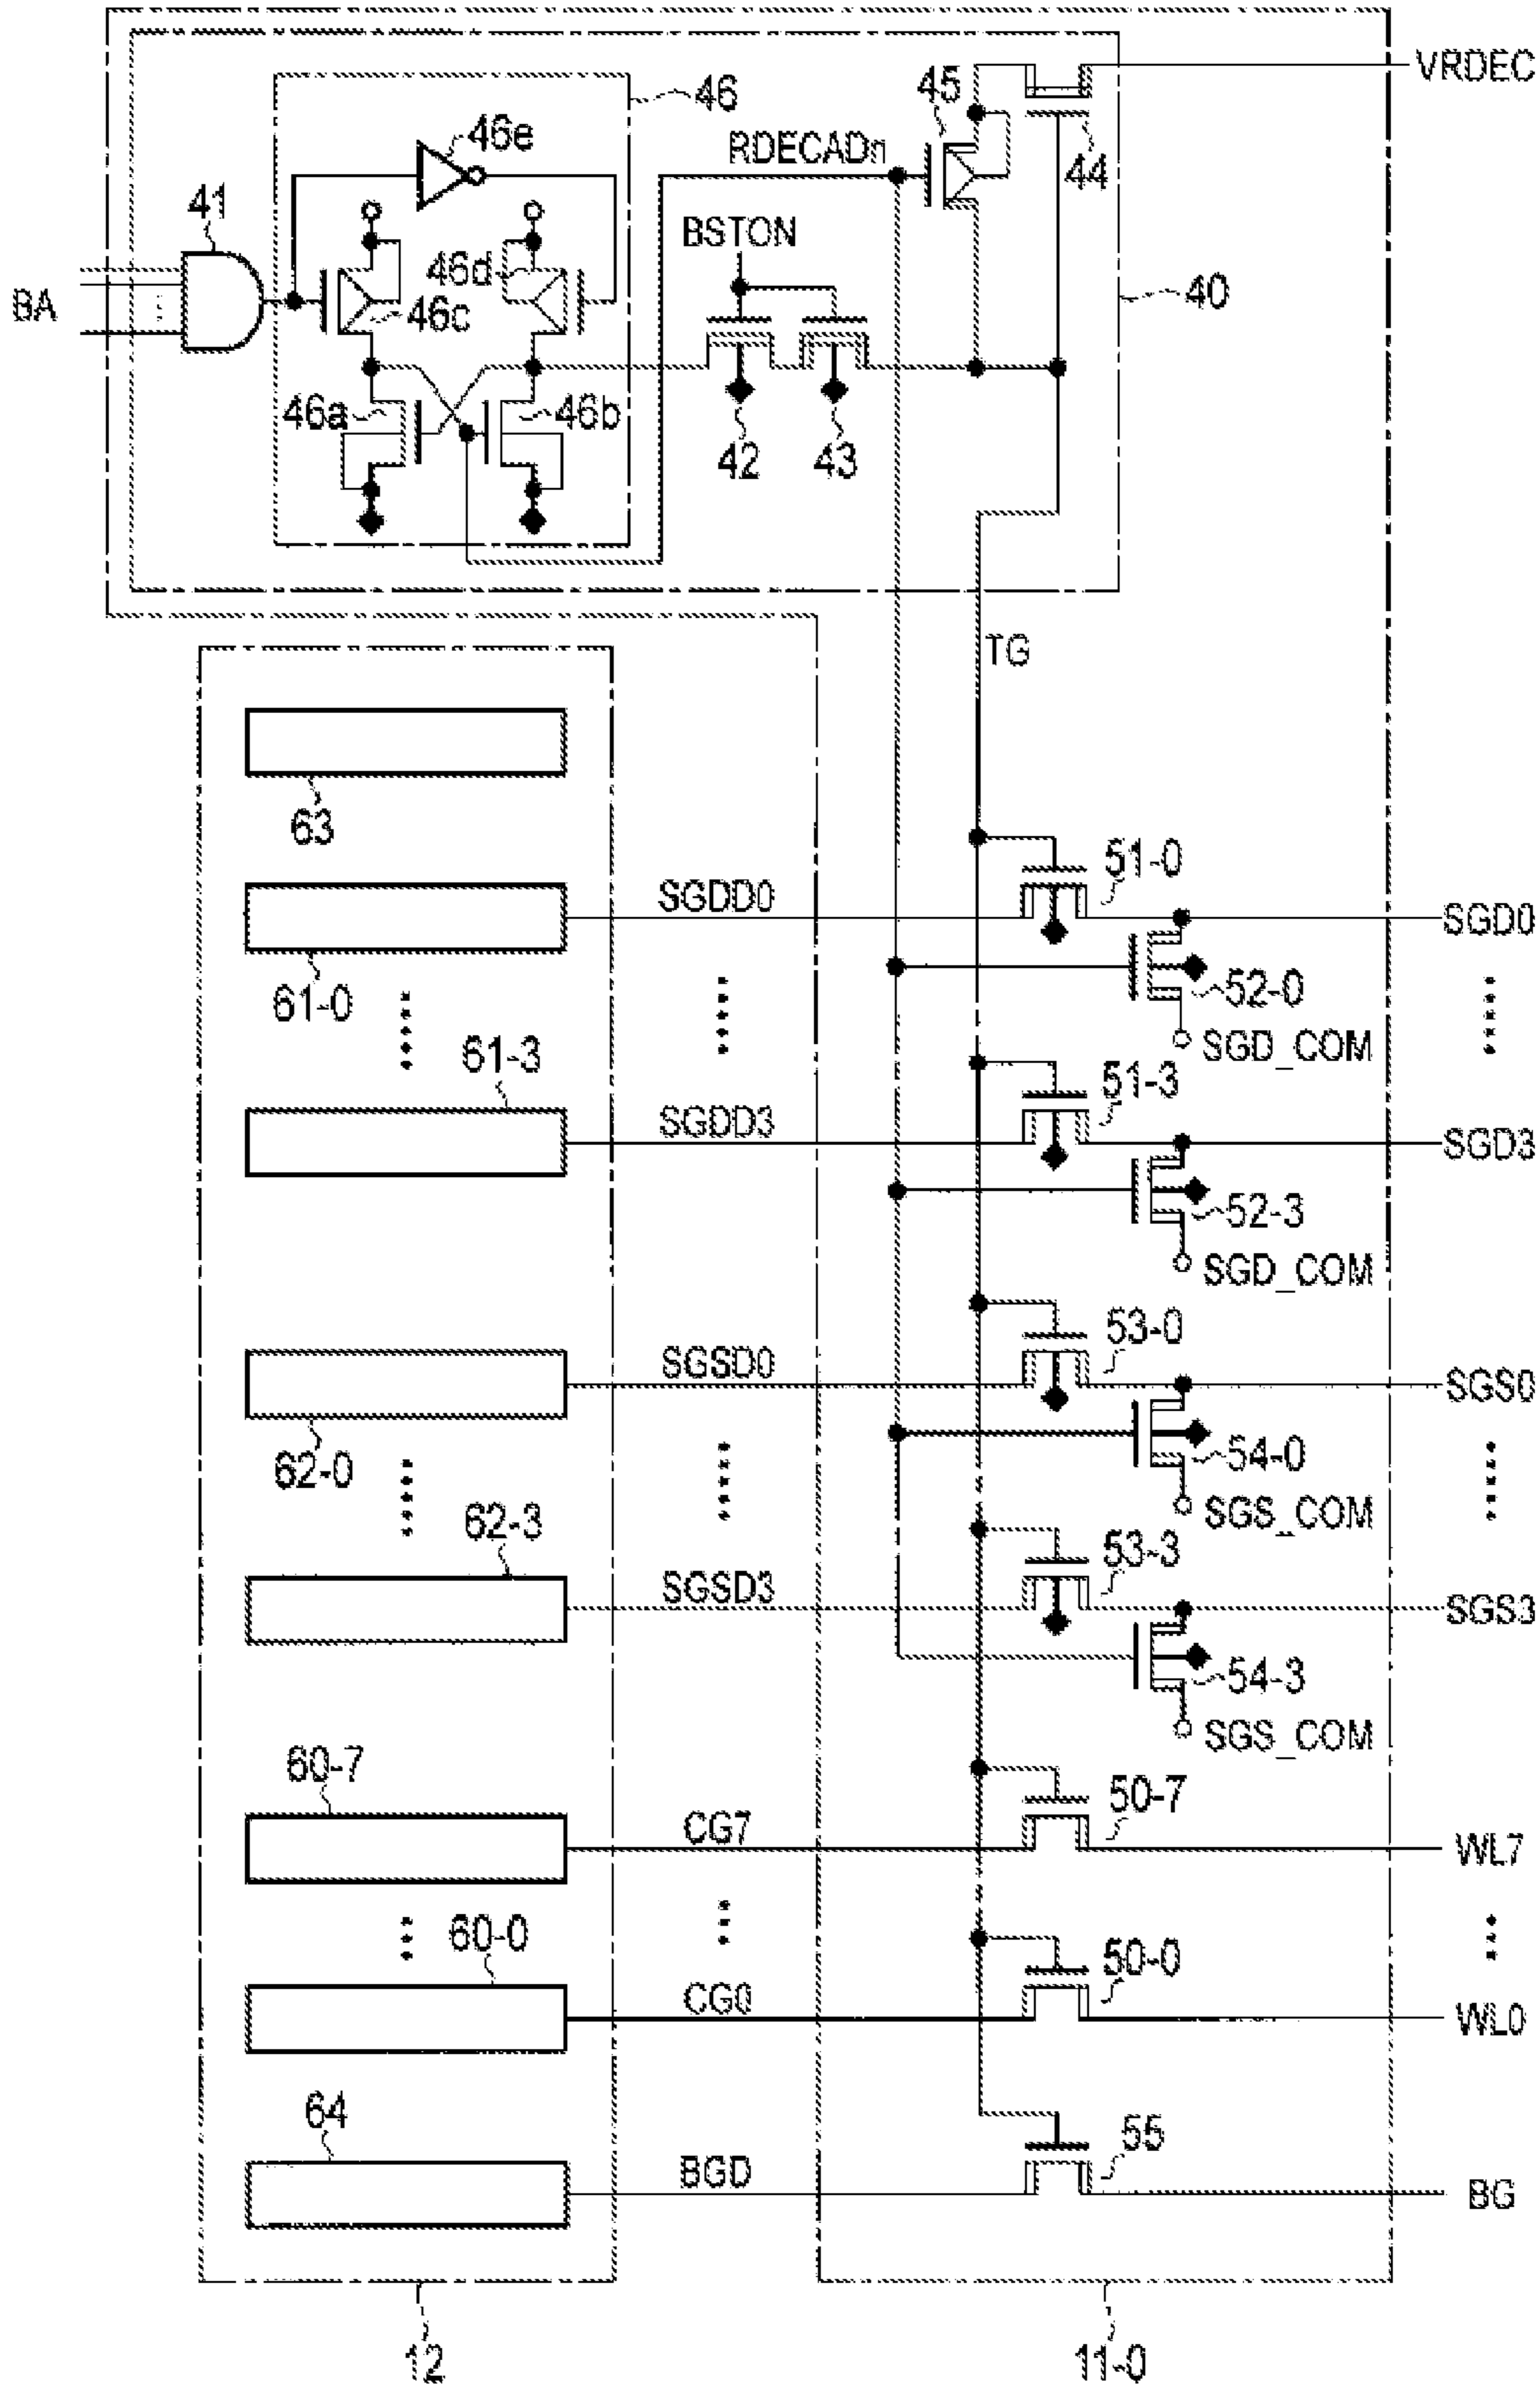 VRDEC
46
45
46e
RDECADn
44
41
BSTON
46d
40
BA
46c
46a
46b
42
43
TG
63
51-0
SGDD0
SGD0
61-0
52-0
SGD_COM
61-3
51-3
SGDD3
SGD3
52-3
SGD_COM
53-0
SGSD0
SGS0
62-0
54-0
SGS_COM
62-3
53-3
SGSD3
SGS3
54-3
SGS_COM
60-7
50-7
CG7
WL7
60-0
50-0
CG0
WL0
64
55
BGD
BG
12
11-0